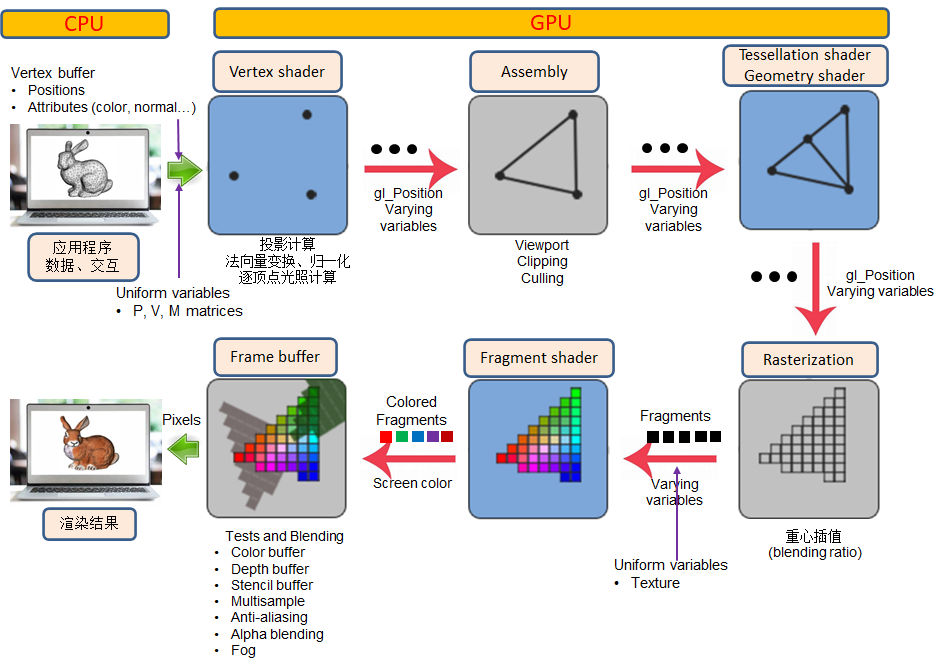 CPU
GPU
Vertex buffer
• Positions
• Attributes (color, normal…)
应用程序
数据、交互
Uniform variables
• P, V, M matrices
Vertex shader
投影计算
法向量变换、归一化
逐顶点光照计算
gl_Position
Varying
variables
Assembly
Viewport
Clipping
Culling
gl_Position
Varying
variables
Tessellation shader
Geometry shader
gl_Position
Varying variables
Rasterization
重心插值
(blending ratio)
Fragments
Varying
variables
Uniform variables
• Texture
Fragment shader
Colored
Fragments
Screen color
Frame buffer
Tests and Blending
• Color buffer
• Depth buffer
• Stencil buffer
• Multisample
• Anti-aliasing
• Alpha blending
• Fog
Pixels
渲染结果